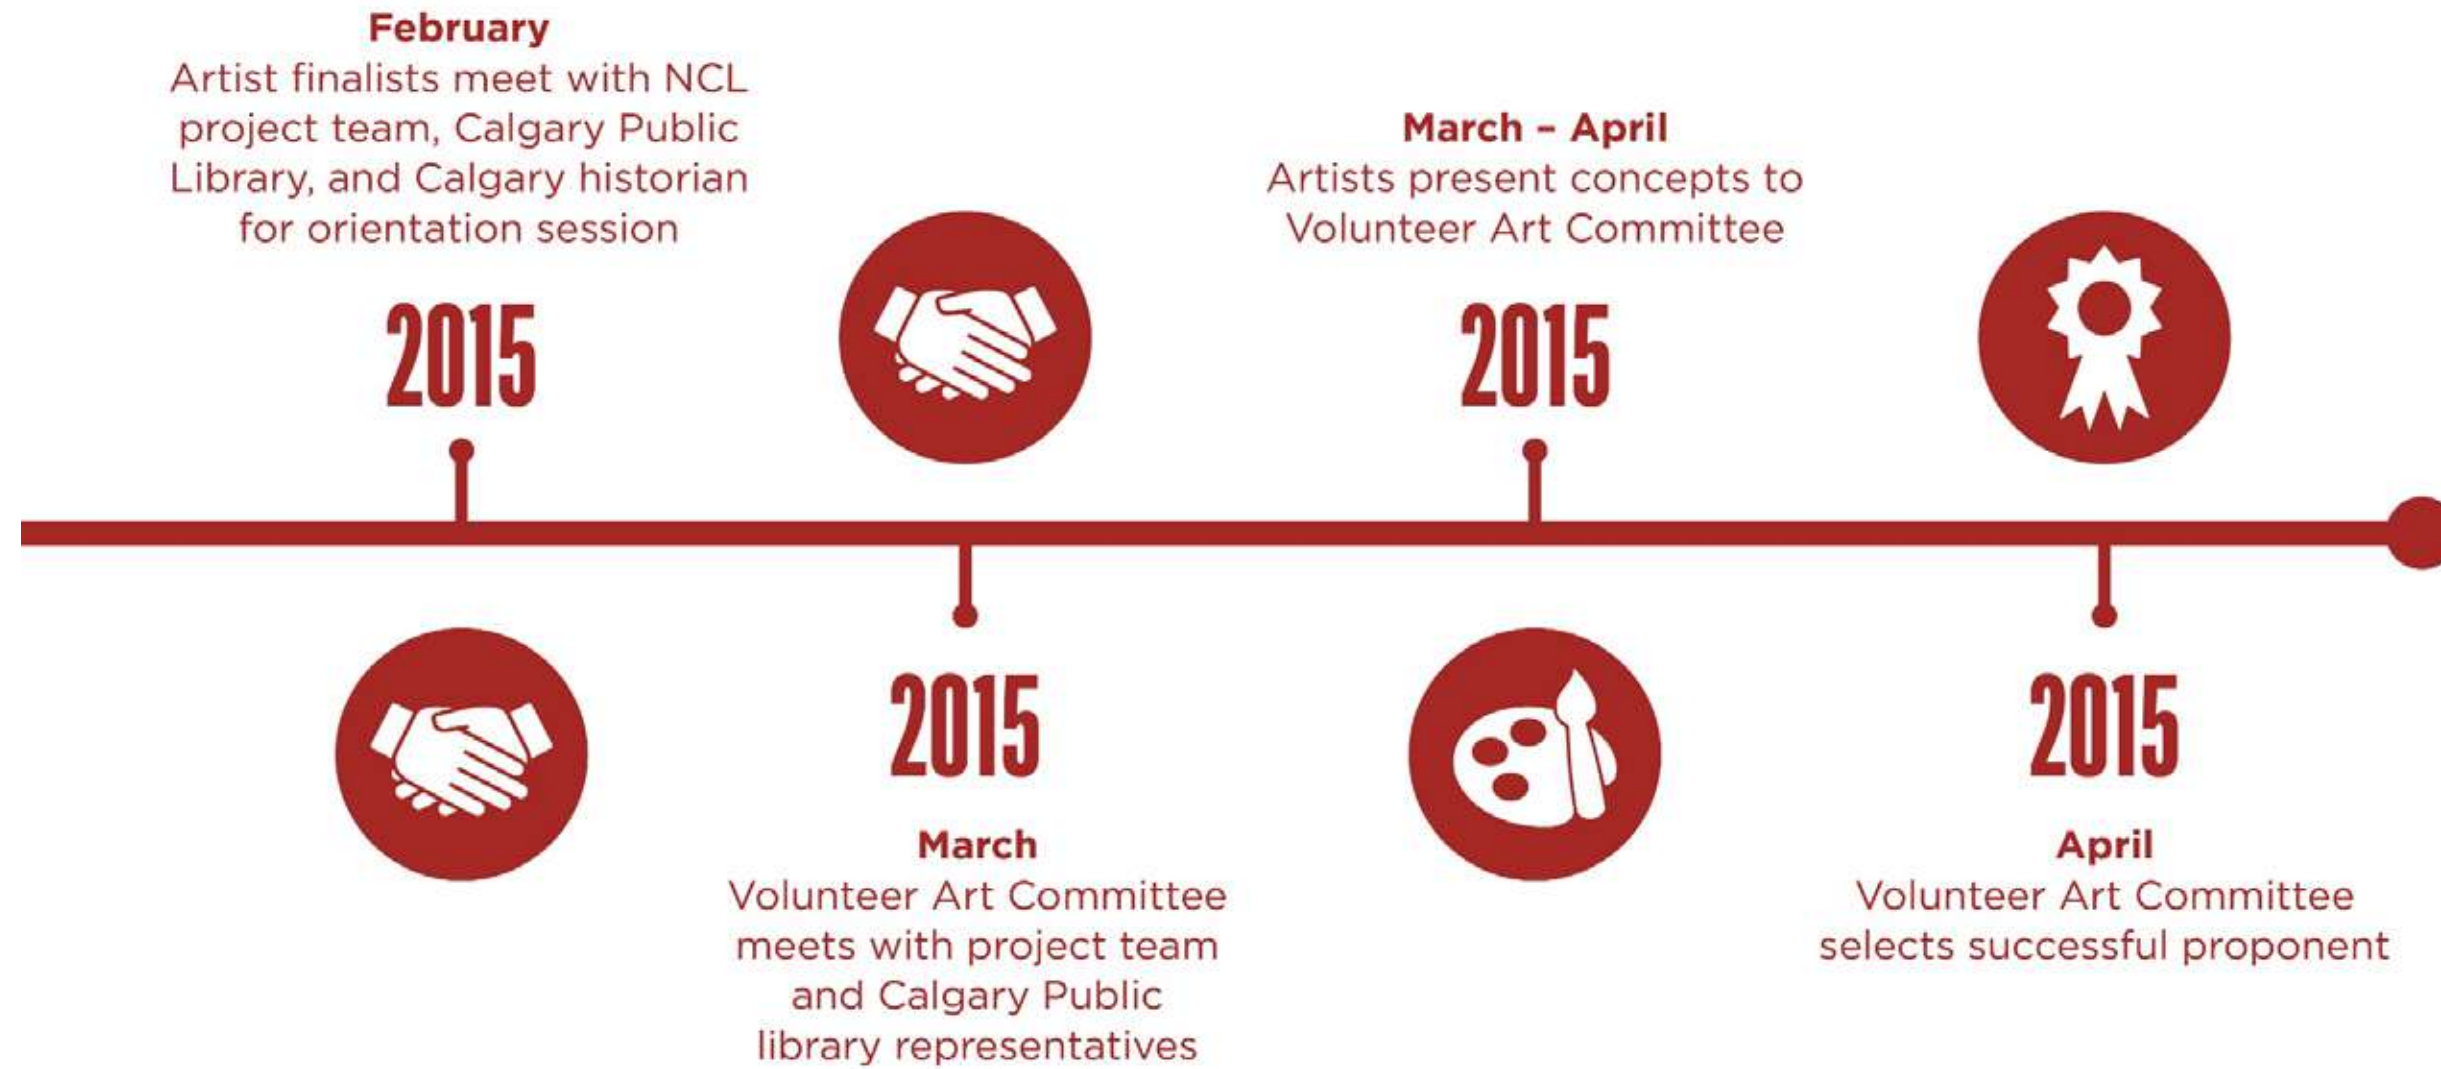 February
Artist finalists meet with NCL
project team, Calgary Public
Library, and Calgary historian
for orientation session
2015
2015
March
Volunteer Art Committee
meets with project team
and Calgary Public
library representatives
March – April
Artists present concepts to
Volunteer Art Committee
2015
2015
April
Volunteer Art Committee
selects successful proponent